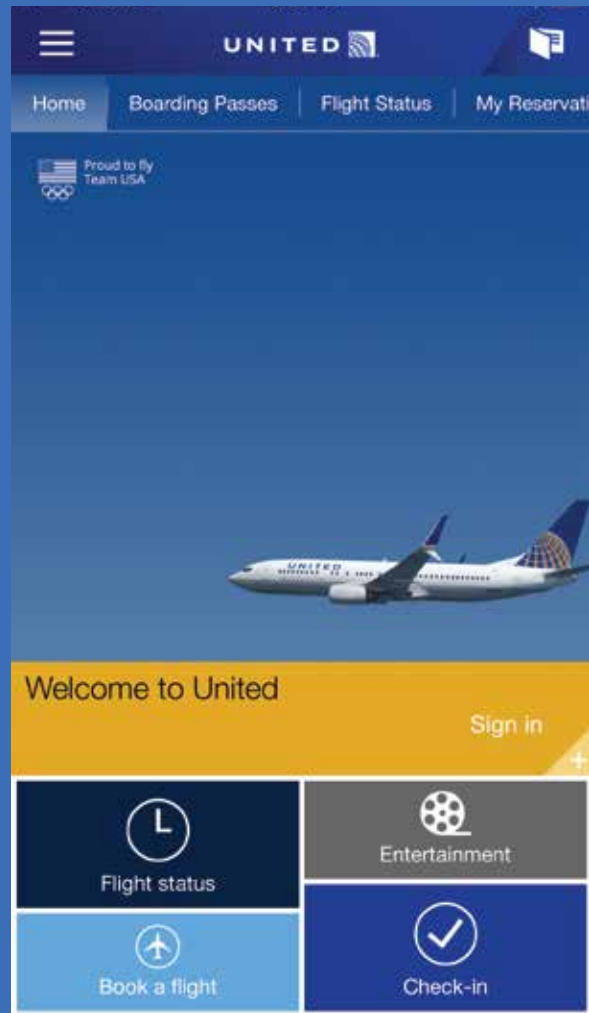 UNITED
Home
Boarding Passes
Flight Status
My Reservati
Proud to fly
Team USA
UNITED
Welcome to United
Sign in
Flight status
Entertainment
Book a flight
Check-in